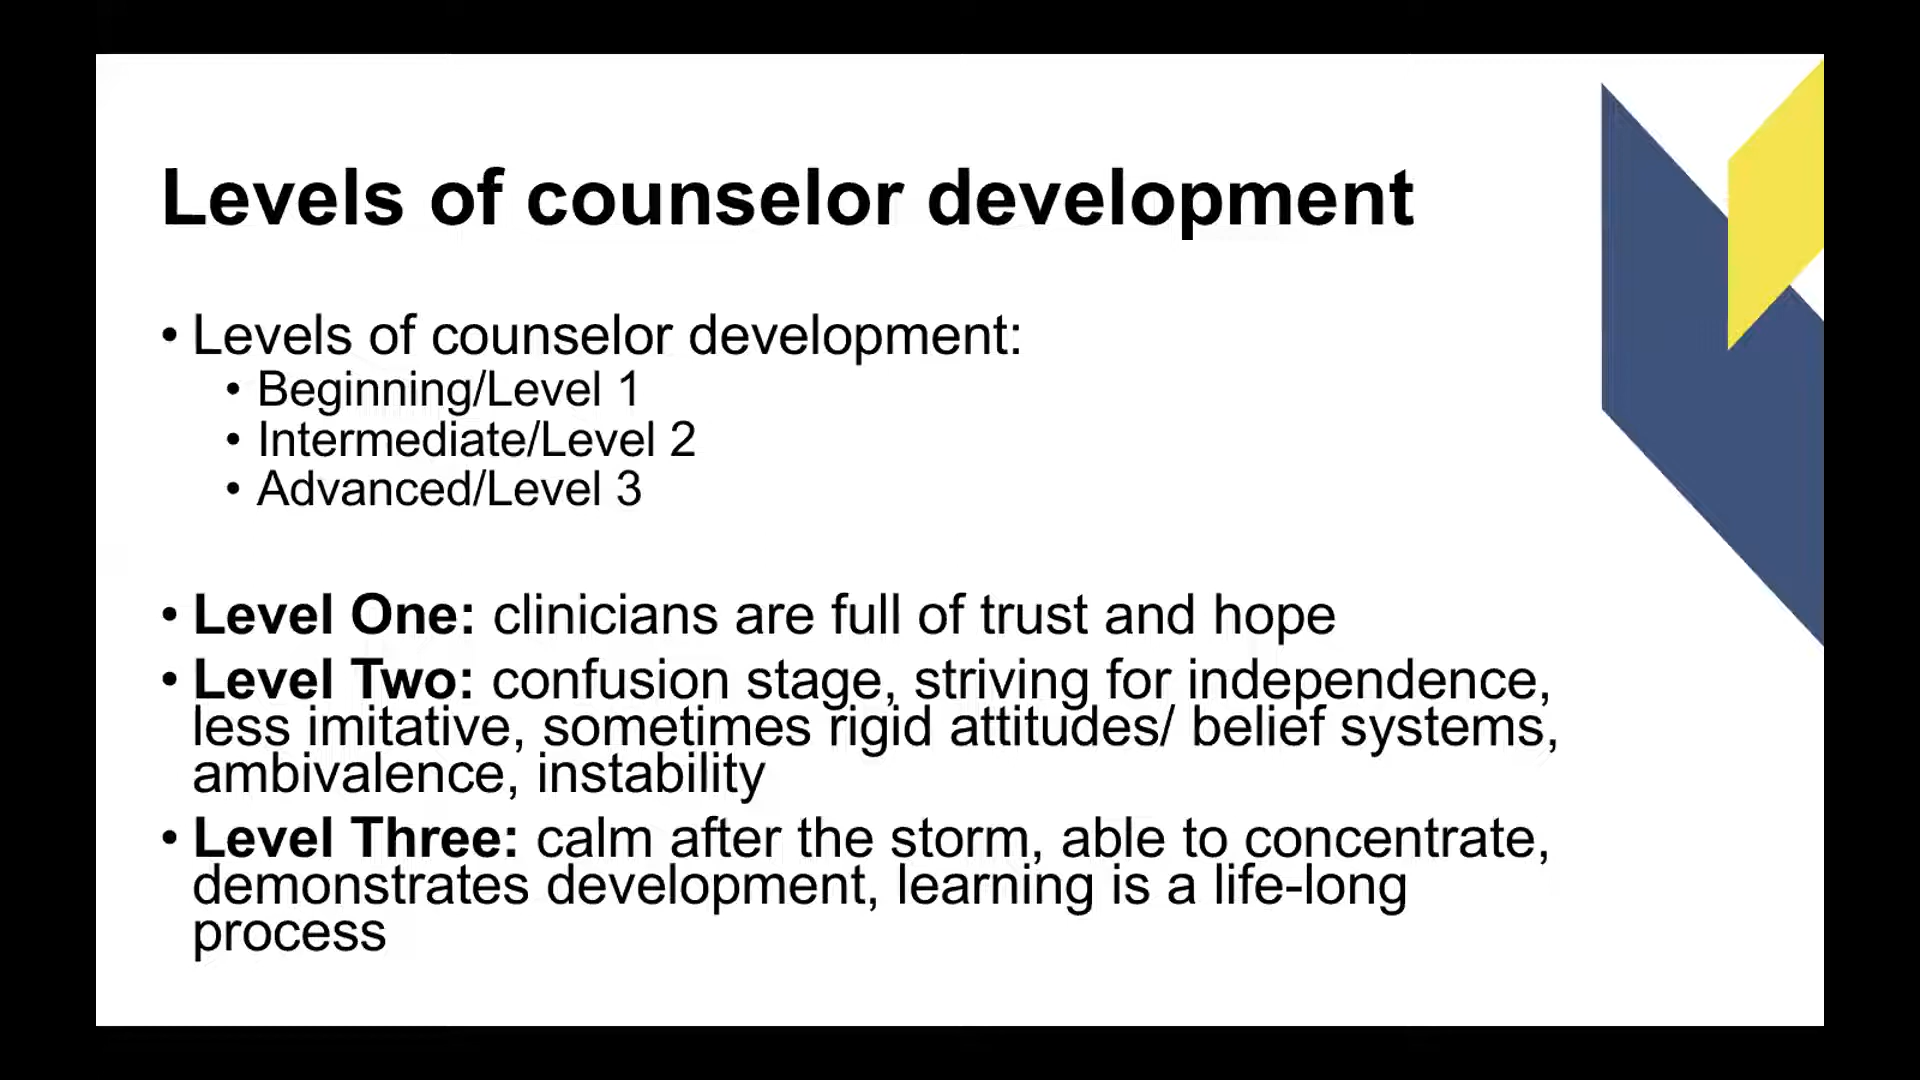 Levels of counselor development
• Levels of counselor development:
• Beginning/Level 1
• Intermediate/Level 2
• Advanced/Level 3
• Level One: clinicians are full of trust and hope
• Level Two: confusion stage, striving for independence,
less imitative, sometimes rigid attitudes/ belief systems,
ambivalence, instability
• Level Three: calm after the storm, able to concentrate,
demonstrates development, learning is a life-long
process